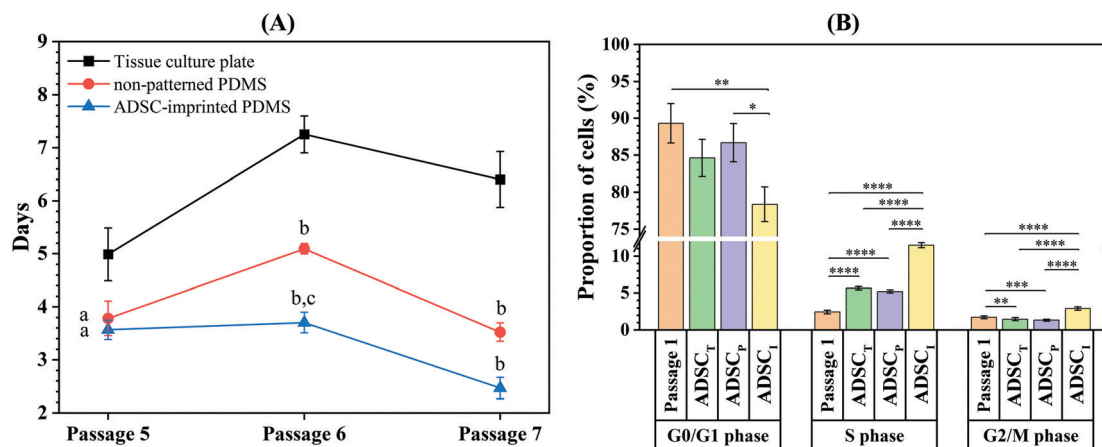 (A)
9
8
7
6
5
4
3
2
Days
Tissue culture plate
non-patterned PDMS
ADSC-imprinted PDMS
b
b,c
a
a
b
b
Passage 5
Passage 6
Passage 7
(B)
Proportion of cells (%)
100
95
90
85
80
75
10
5
0
**
*
****
****
****
****
****
****
****
****
***
**
Passage 1
ADSC_T
ADSC_P
ADSC_I
Passage 1
ADSC_T
ADSC_P
ADSC_I
Passage 1
ADSC_T
ADSC_P
ADSC_I
G0/G1 phase
S phase
G2/M phase